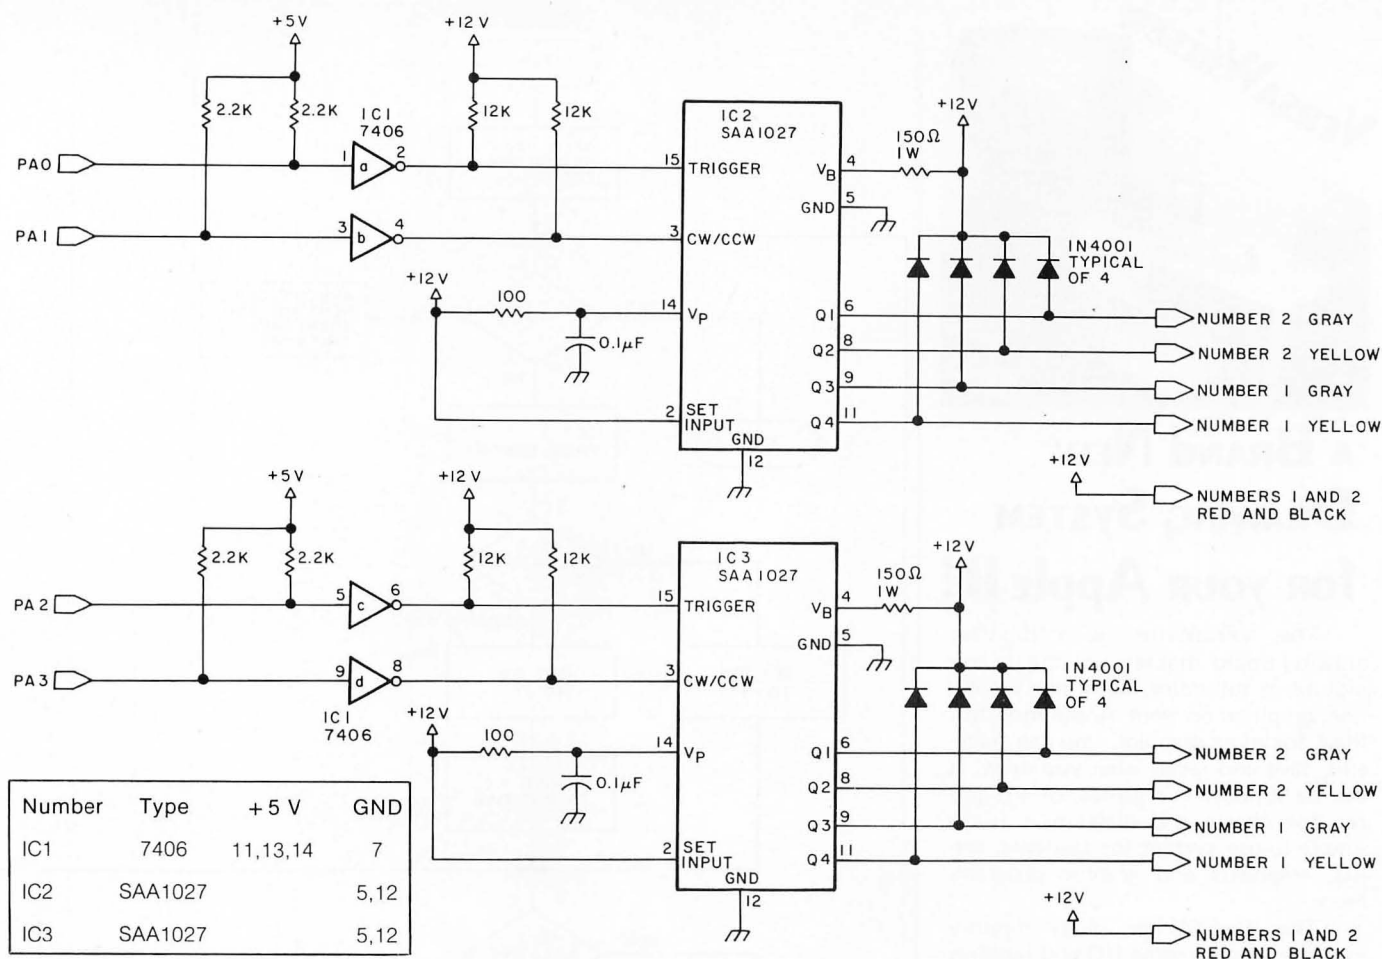 +5V
+12V
2.2K
2.2K
IC1
7406
12K
12K
PA0
1
a
2
15
TRIGGER
PA1
3
b
4
3
CW/CCW
IC2
SAA1027
+12V
150Ω
1W
VB
4
GND
5
1N4001
TYPICAL
OF 4
+12V
100
14
VP
0.1µF
2
SET
INPUT
GND
12
Q1
6
NUMBER 2 GRAY
Q2
8
NUMBER 2 YELLOW
Q3
9
NUMBER 1 GRAY
Q4
11
NUMBER 1 YELLOW
+12V
NUMBERS 1 AND 2
RED AND BLACK
+5V
+12V
2.2K
2.2K
12K
12K
PA2
5
c
6
15
TRIGGER
PA3
9
d
8
3
CW/CCW
IC1
7406
IC3
SAA1027
+12V
150Ω
1W
VB
4
GND
5
1N4001
TYPICAL
OF 4
+12V
100
14
VP
0.1µF
2
SET
INPUT
GND
12
Q1
6
NUMBER 2 GRAY
Q2
8
NUMBER 2 YELLOW
Q3
9
NUMBER 1 GRAY
Q4
11
NUMBER 1 YELLOW
+12V
NUMBERS 1 AND 2
RED AND BLACK
Number Type +5 V GND
IC1 7406 11,13,14 7
IC2 SAA1027 5,12
IC3 SAA1027 5,12